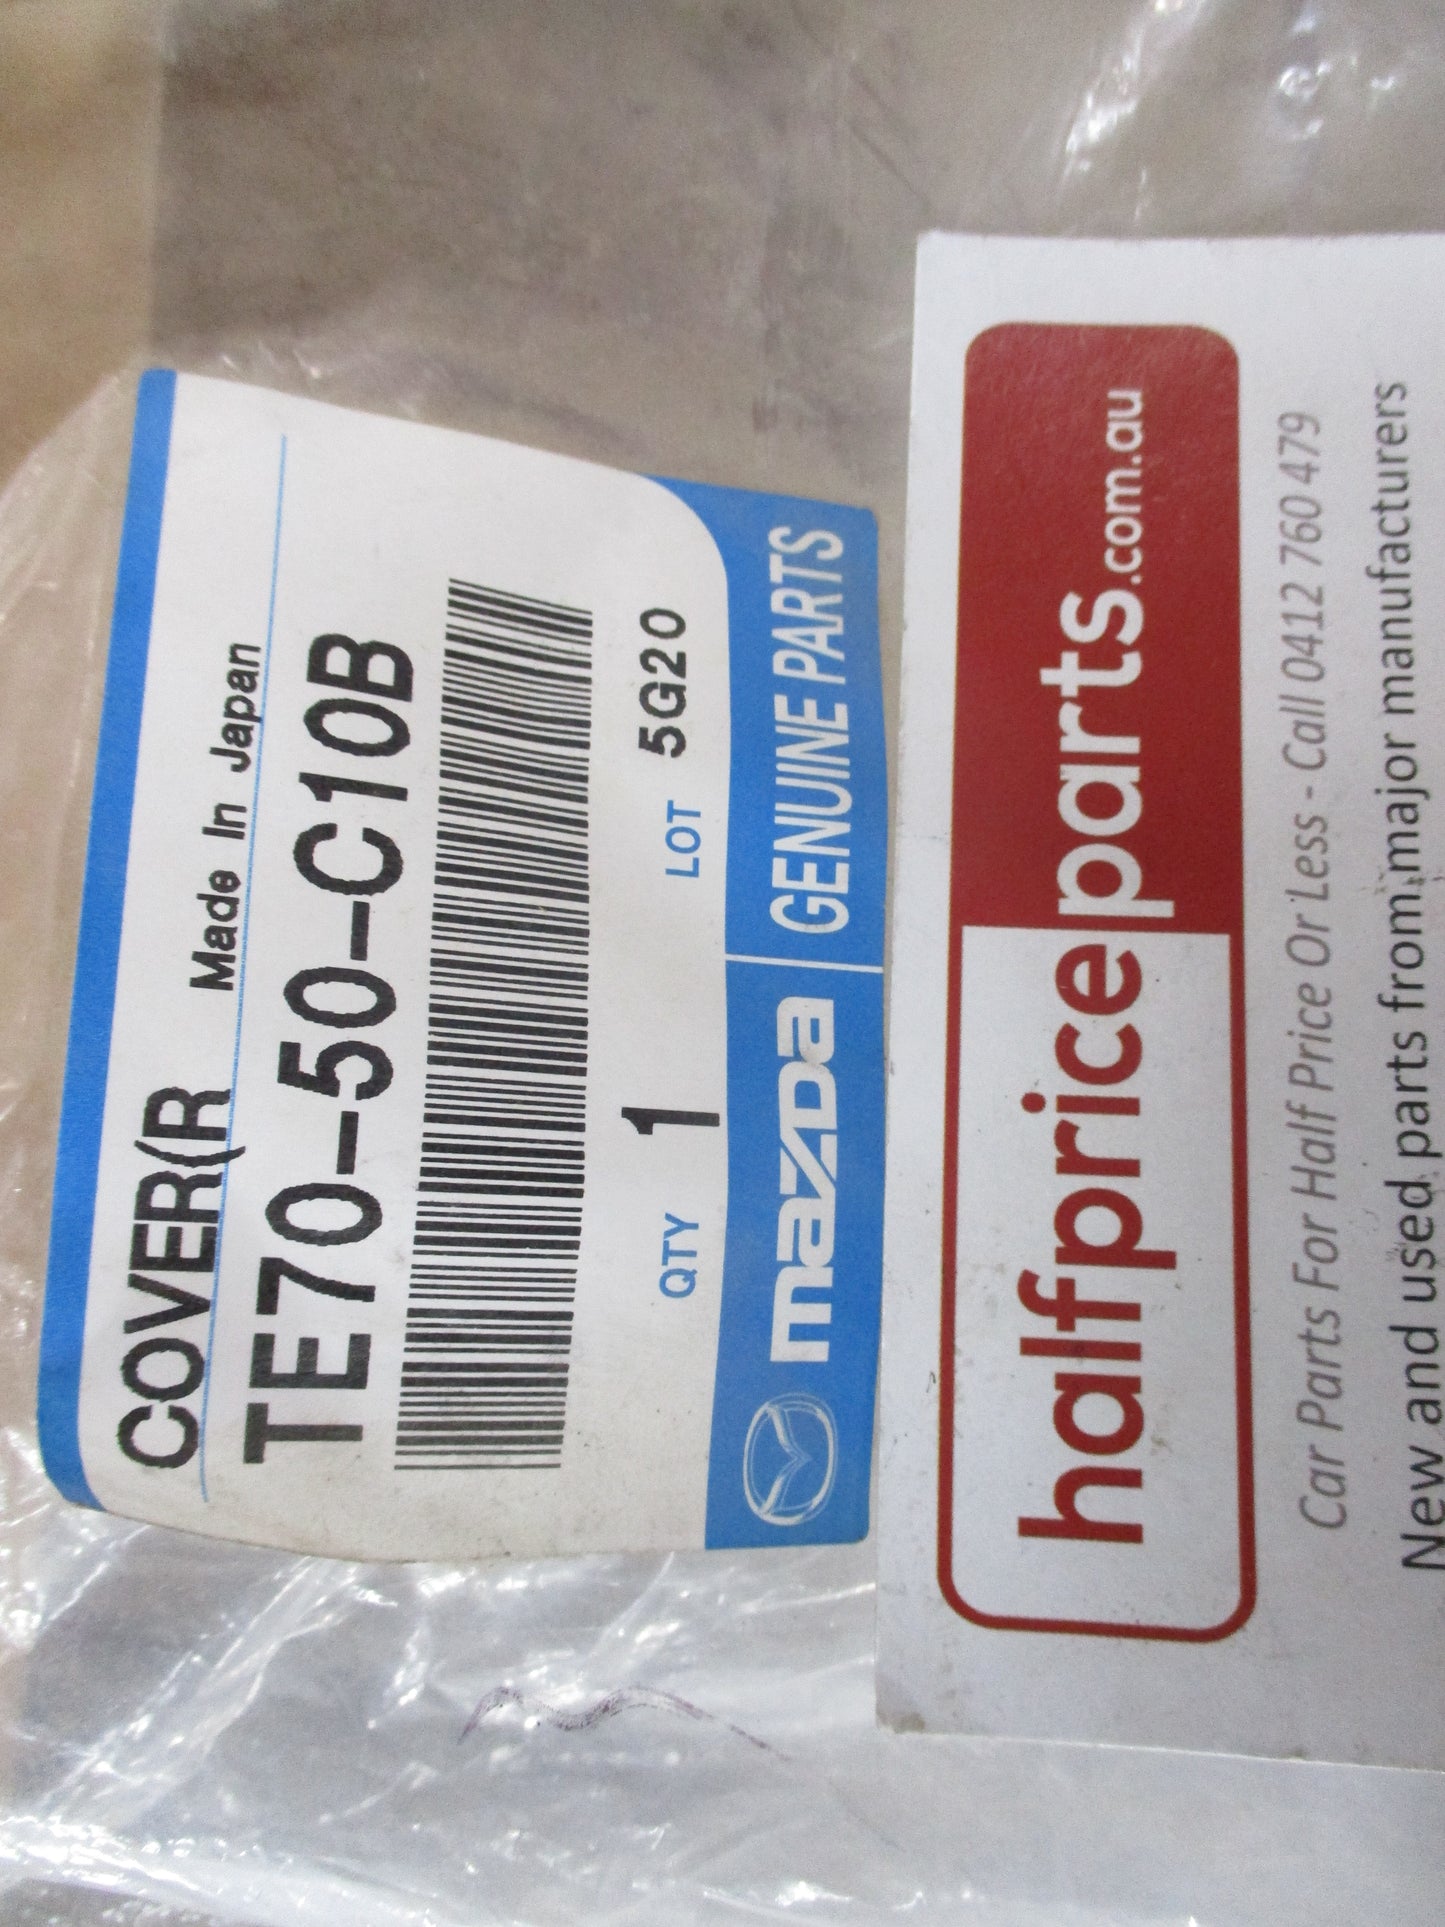 COVER(R Made In Japan
TE70-50-C10B
QTY 1 LOT 5G20
mazda GENUINE PARTS
halfpriceparts.com.au
Car Parts For Half Price Or Less - Call 0412 760 479
New and used parts from major manufacturers